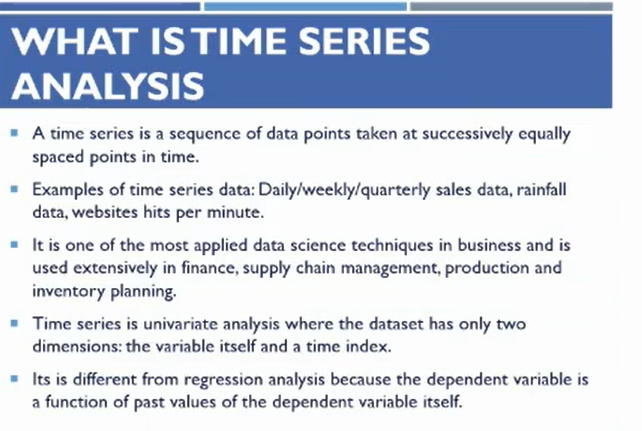 WHAT IS TIME SERIES
ANALYSIS
A time series is a sequence of data points taken at successively equally
spaced points in time.
Examples of time series data: Daily/weekly/quarterly sales data, rainfall
data, websites hits per minute.
It is one of the most applied data science techniques in business and is
used extensively in finance, supply chain management, production and
inventory planning.
Time series is univariate analysis where the dataset has only two
dimensions: the variable itself and a time index.
Its is different from regression analysis because the dependent variable is
a function of past values of the dependent variable itself.